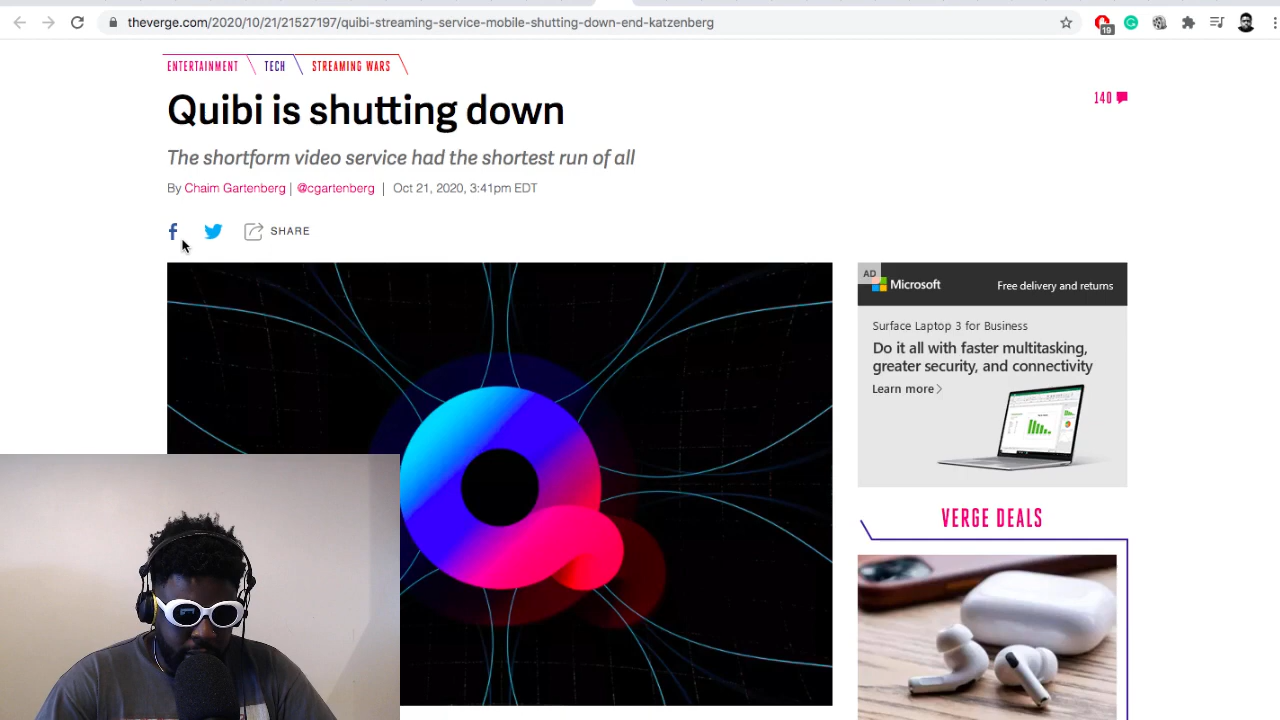 theverge.com/2020/10/21/21527197/quibi-streaming-service-mobile-shutting-down-end-katzenberg
19
ENTERTAINMENT TECH STREAMING WARS
Quibi is shutting down
140
The shortform video service had the shortest run of all
By Chaim Gartenberg | @cgartenberg | Oct 21, 2020, 3:41pm EDT
SHARE
AD
Microsoft Free delivery and returns
Surface Laptop 3 for Business
Do it all with faster multitasking,
greater security, and connectivity
Learn more
VERGE DEALS